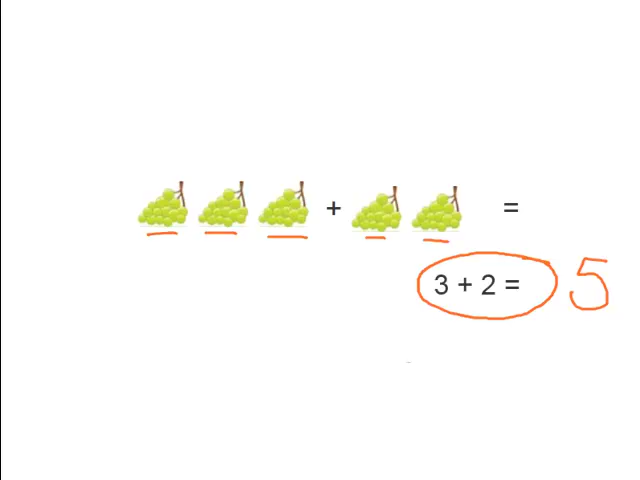 + =
3 + 2 = 5